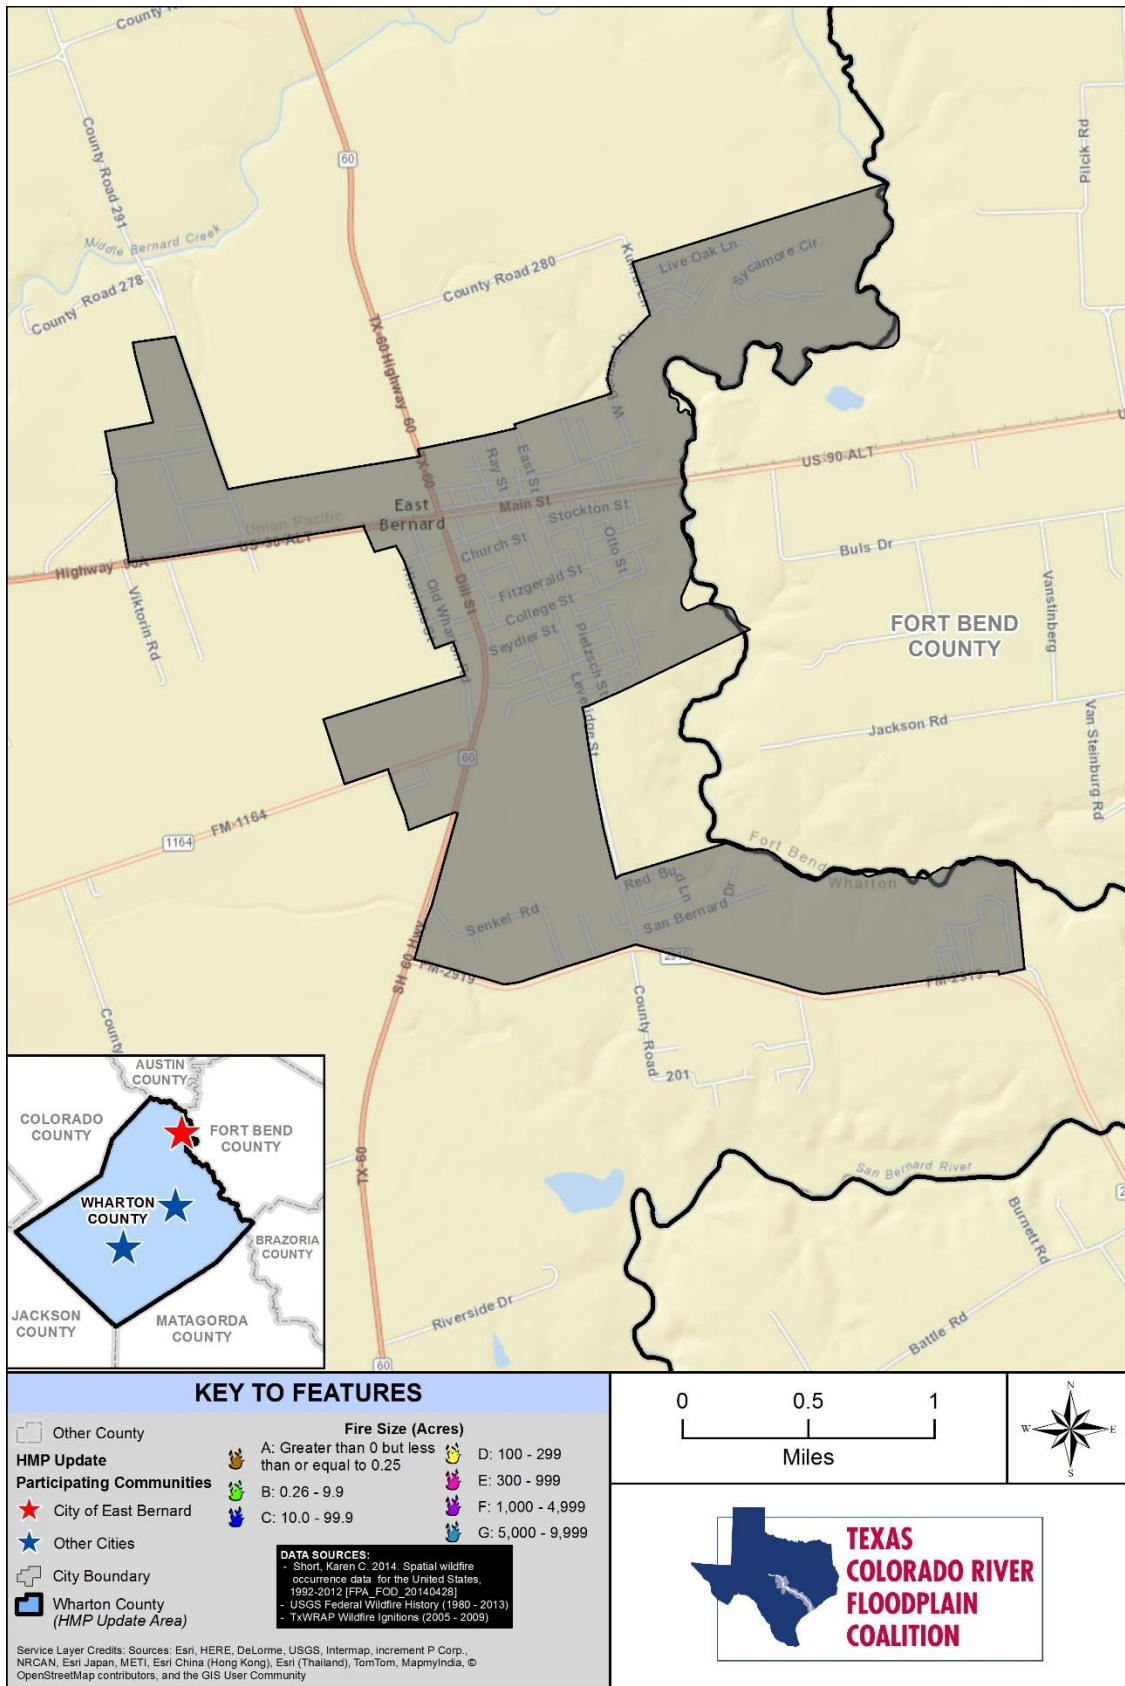 County R
County Road 291
60
Pilcik Rd
Middle Bernard Creek
County Road 278
County Road 280
Kukral Ln
Live Oak Ln
Sycamore Cir
TX-60 Highway 60
TX-60
US-90-ALT
Ray St
East St
Main St
Stockton St
East
Bernard
Union Pacific
US-90-ALT
Highway 90A
Church St
Otto St
Buls Dr
Viktorin Rd
Old Wharton Rd
Dill St
Fitzgerald St
College St
Seydler St
Pietzsch St
Leveridge St
Vanstinberg
FORT BEND
COUNTY
Jackson Rd
Van Steinburg Rd
60
FM-1164
1164
Fort Bend
Wharton
Red Bud Ln
San Bernard Dr
Senkel Rd
SH 60 Hwy
FM-2919
2919
FM-2919
County Road
201
County
TX-60
San Bernard River
2
Burnett Rd
Riverside Dr
Battle Rd
60
AUSTIN
COUNTY
COLORADO
COUNTY
FORT BEND
COUNTY
WHARTON
COUNTY
BRAZORIA
COUNTY
JACKSON
COUNTY
MATAGORDA
COUNTY
KEY TO FEATURES
Other County
HMP Update
Participating Communities
City of East Bernard
Other Cities
City Boundary
Wharton County
(HMP Update Area)
Fire Size (Acres)
A: Greater than 0 but less
than or equal to 0.25
B: 0.26 - 9.9
C: 10.0 - 99.9
D: 100 - 299
E: 300 - 999
F: 1,000 - 4,999
G: 5,000 - 9,999
DATA SOURCES:
- Short, Karen C. 2014. Spatial wildfire
occurrence data for the United States,
1992-2012 [FPA_FOD_20140428]
- USGS Federal Wildfire History (1980 - 2013)
- TxWRAP Wildfire Ignitions (2005 - 2009)
Service Layer Credits: Sources: Esri, HERE, DeLorme, USGS, Intermap, increment P Corp.,
NRCAN, Esri Japan, METI, Esri China (Hong Kong), Esri (Thailand), TomTom, MapmyIndia, ©
OpenStreetMap contributors, and the GIS User Community
0 0.5 1
Miles
N
W E
S
TEXAS
COLORADO RIVER
FLOODPLAIN
COALITION